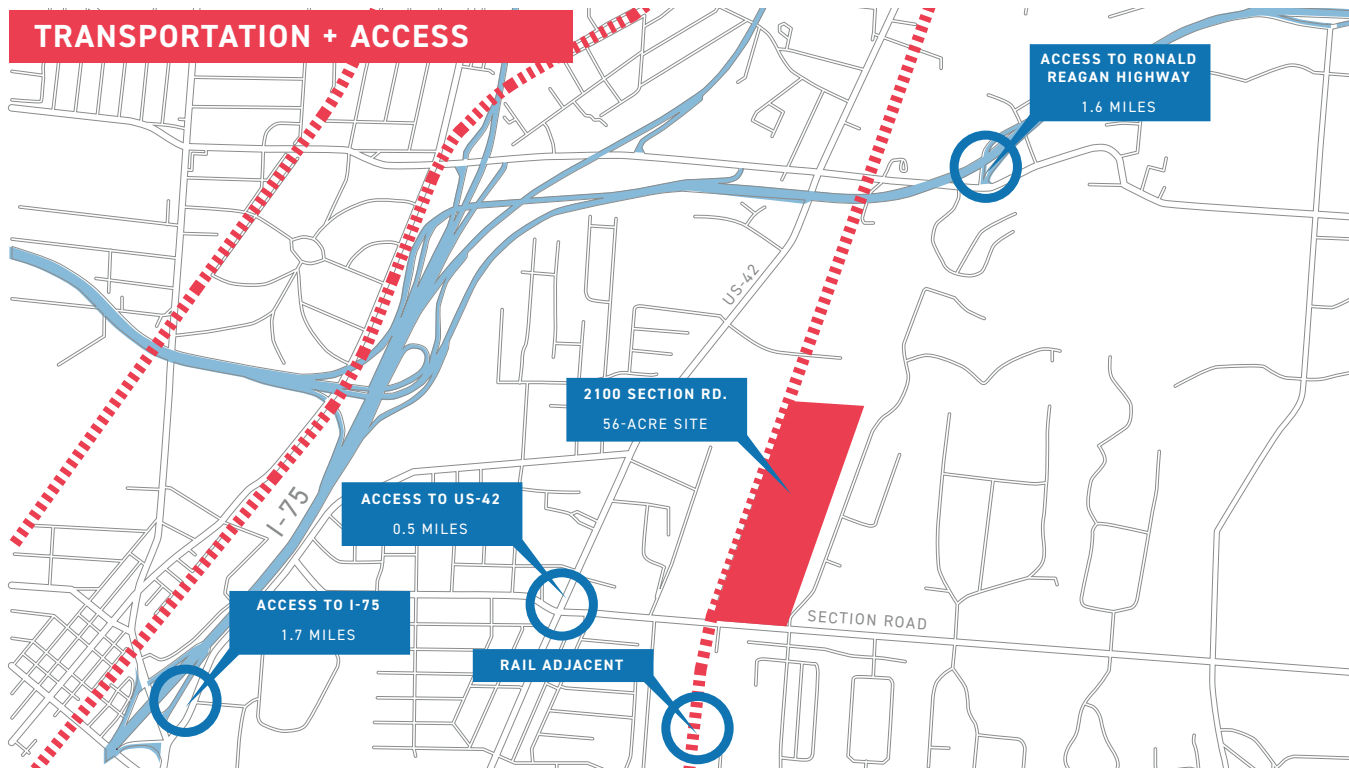 TRANSPORTATION + ACCESS
ACCESS TO RONALD
REAGAN HIGHWAY
1.6 MILES
US-42
2100 SECTION RD.
56-ACRE SITE
I-75
ACCESS TO US-42
0.5 MILES
ACCESS TO I-75
1.7 MILES
SECTION ROAD
RAIL ADJACENT